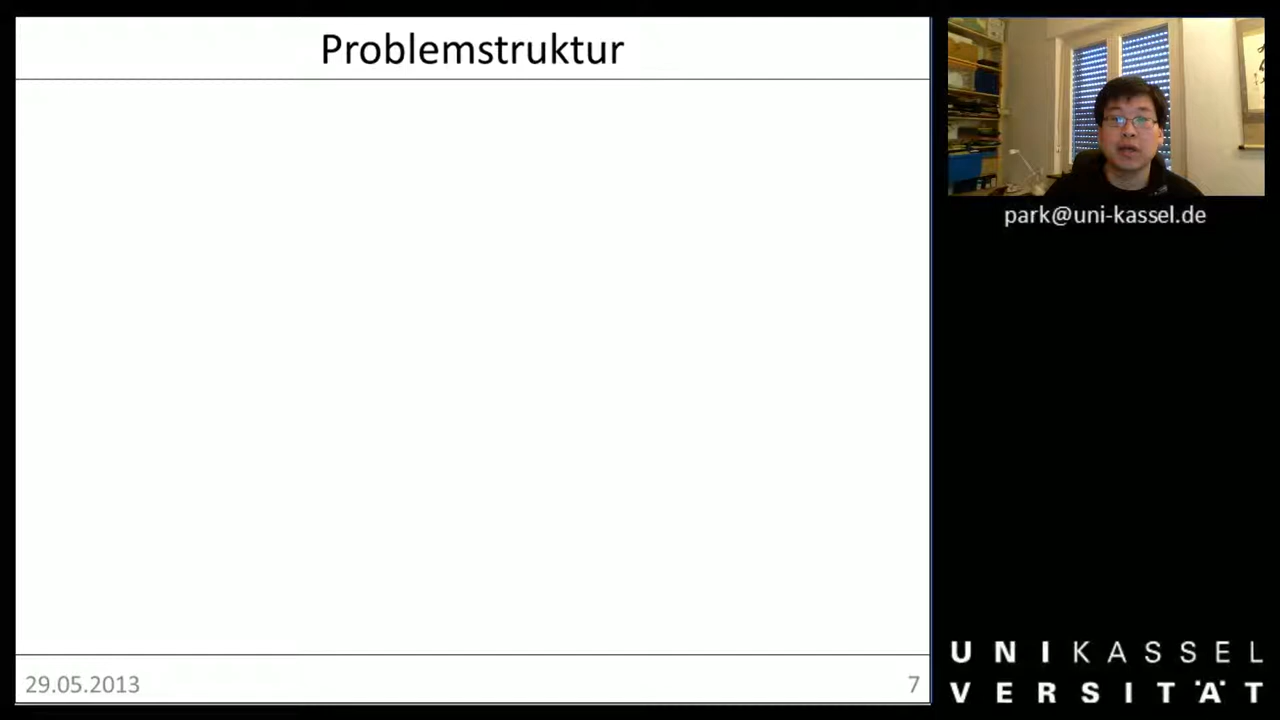 Problemstruktur
park@uni-kassel.de
29.05.2013
7
UNIKASSEL
VERSITÄT